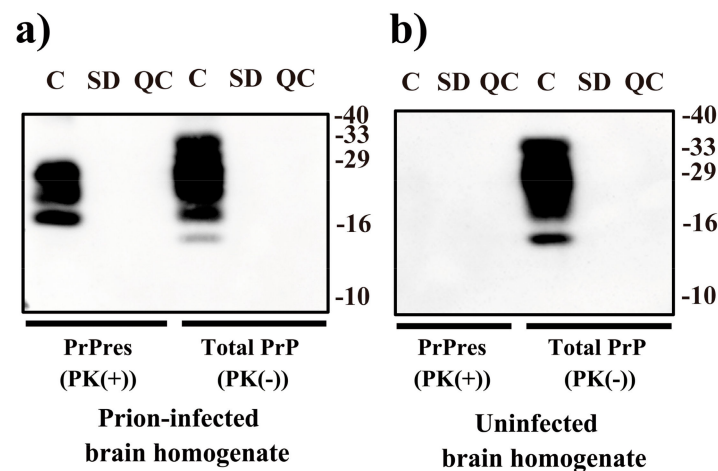 a)
C SD QC C SD QC
-40
-33
-29
-16
-10
PrPres Total PrP
(PK(+)) (PK(-))
Prion-infected
brain homogenate
b)
C SD QC C SD QC
-40
-33
-29
-16
-10
PrPres Total PrP
(PK(+)) (PK(-))
Uninfected
brain homogenate